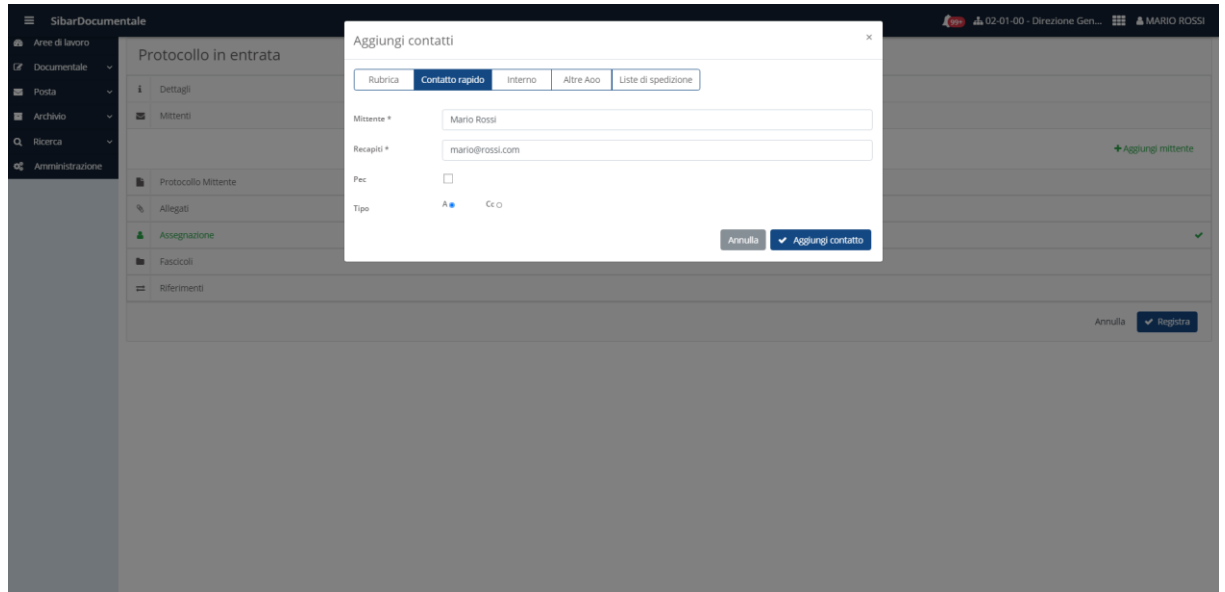 SibarDocumentale
99+ 02-01-00 - Direzione Gen... MARIO ROSSI
Aree di lavoro
Documentale
Posta
Archivio
Ricerca
Amministrazione
Protocollo in entrata
Dettagli
Mittenti
+ Aggiungi mittente
Protocollo Mittente
Allegati
Assegnazione
Fascicoli
Riferimenti
Annulla Registra
Aggiungi contatti ×
Rubrica Contatto rapido Interno Altre Aoo Liste di spedizione
Mittente * Mario Rossi
Recapiti * mario@rossi.com
Pec
Tipo A Cc
Annulla Aggiungi contatto